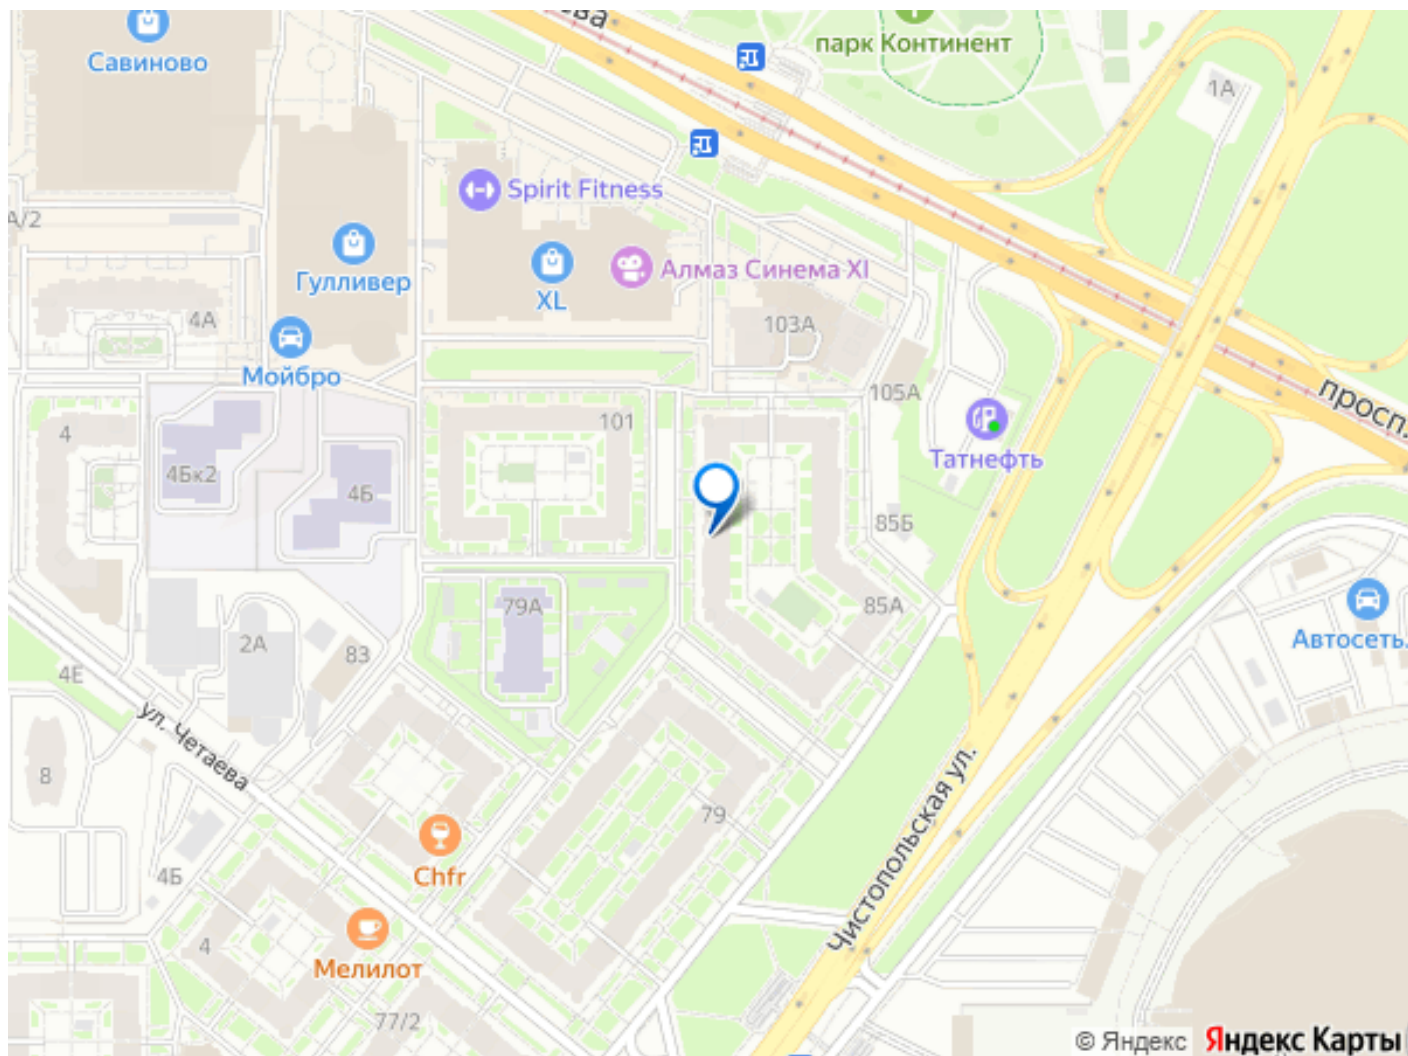 ева
парк Континент
Савиново
1А
Spirit Fitness
А/2
Гулливер
XL
Алмаз Синема XI
4А
103А
Мойбро
105А
просп.
4
101
Татнефть
4Бк2
4Б
85Б
79А
85А
Автосеть.
2А
83
4Е
ул. Четаева
8
79
Чистопольская ул.
Chfr
4Б
4
Мелилот
77/2
© Яндекс
Яндекс Карты